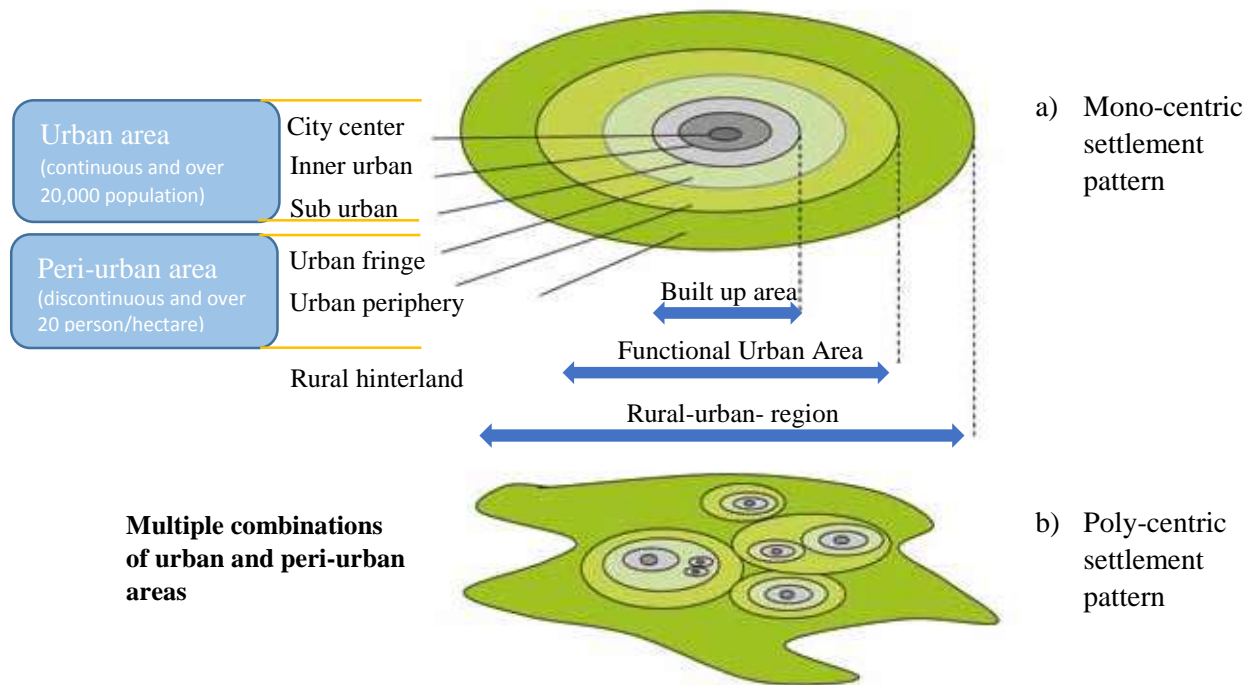 Urban area
(continuous and over
20,000 population)
City center
Inner urban
Sub urban
Peri-urban area
(discontinuous and over
20 person/hectare)
Urban fringe
Urban periphery
Rural hinterland
Built up area
Functional Urban Area
Rural-urban- region
a) Mono-centric
settlement
pattern
Multiple combinations
of urban and peri-urban
areas
b) Poly-centric
settlement
pattern